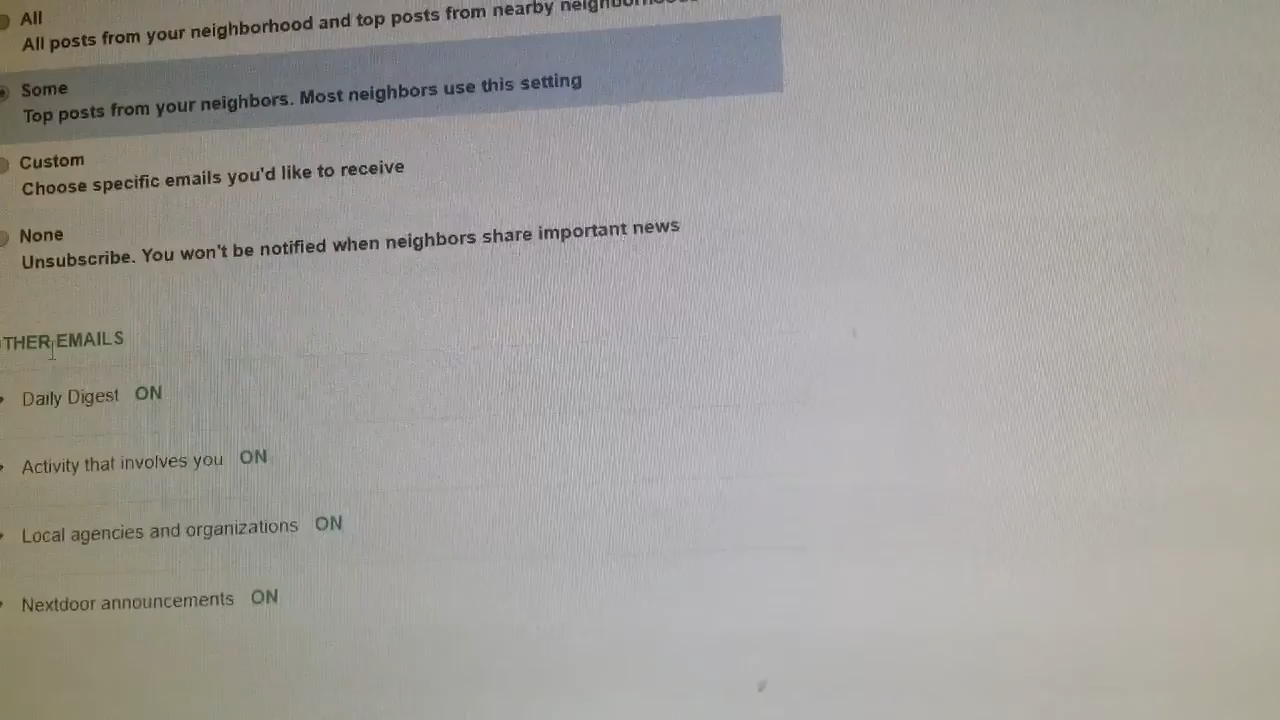 All
All posts from your neighborhood and top posts from nearby
Some
Top posts from your neighbors. Most neighbors use this setting
Custom
Choose specific emails you'd like to receive
None
Unsubscribe. You won't be notified when neighbors share important news
THER EMAILS
Daily Digest ON
Activity that involves you ON
Local agencies and organizations ON
Nextdoor announcements ON